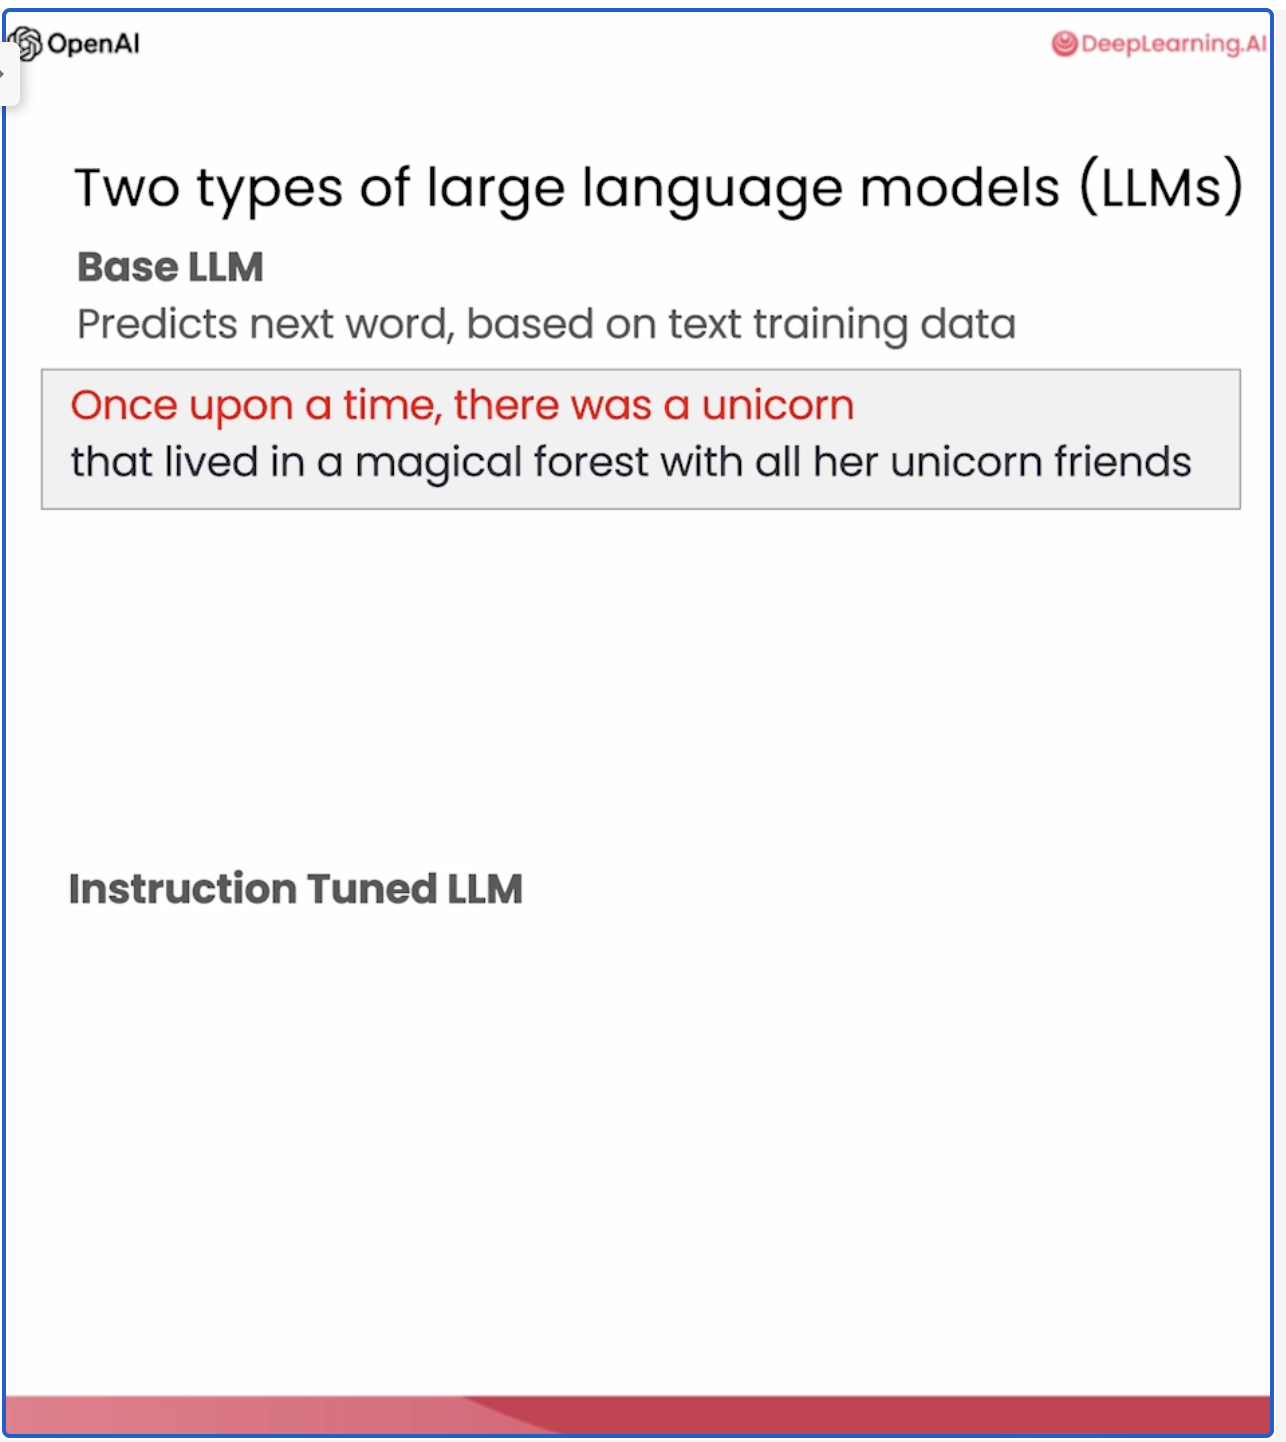 OpenAI
DeepLearning.AI
Two types of large language models (LLMs)
Base LLM
Predicts next word, based on text training data
Once upon a time, there was a unicorn
that lived in a magical forest with all her unicorn friends
Instruction Tuned LLM